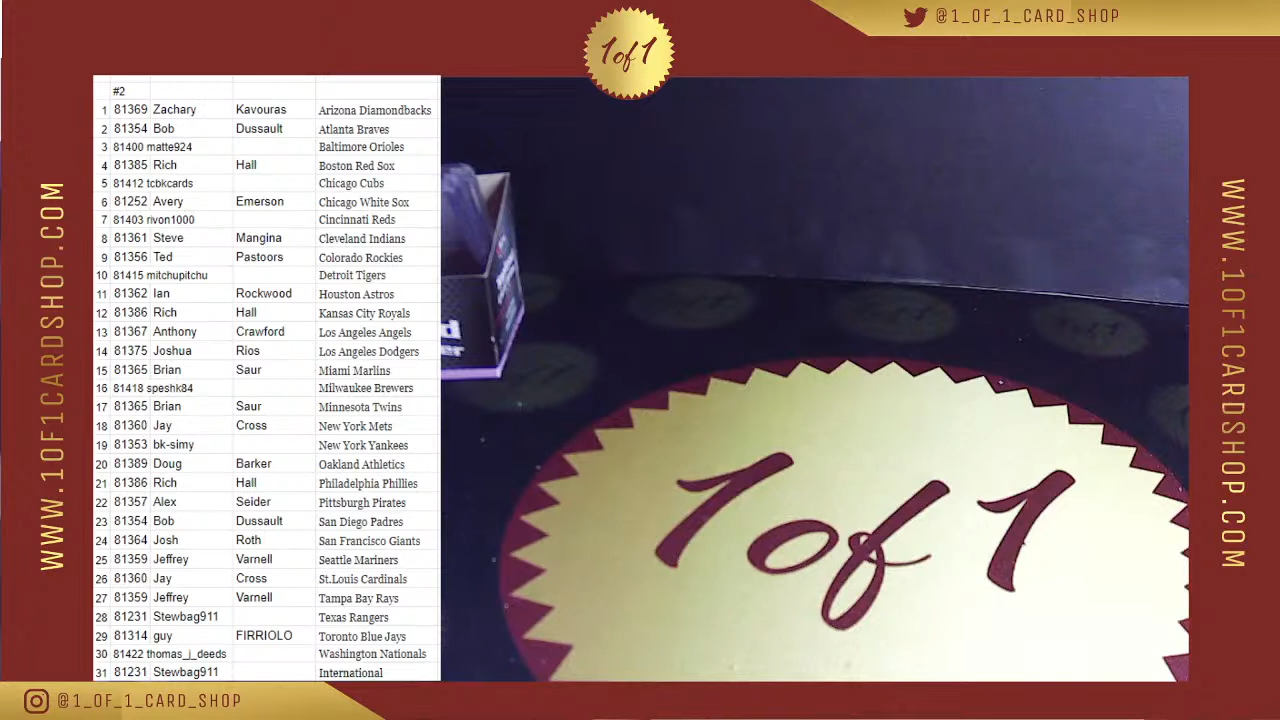 @1_OF_1_CARD_SHOP
1of1
#2
1 81369 Zachary Kavouras Arizona Diamondbacks
2 81354 Bob Dussault Atlanta Braves
3 81400 matte924 Baltimore Orioles
4 81385 Rich Hall Boston Red Sox
5 81412 tcbkcards Chicago Cubs
6 81252 Avery Emerson Chicago White Sox
7 81403 rivon1000 Cincinnati Reds
8 81361 Steve Mangina Cleveland Indians
9 81356 Ted Pastoors Colorado Rockies
10 81415 mitchupitchu Detroit Tigers
11 81362 Ian Rockwood Houston Astros
12 81386 Rich Hall Kansas City Royals
13 81367 Anthony Crawford Los Angeles Angels
14 81375 Joshua Rios Los Angeles Dodgers
15 81365 Brian Saur Miami Marlins
16 81418 speshk84 Milwaukee Brewers
17 81365 Brian Saur Minnesota Twins
18 81360 Jay Cross New York Mets
19 81353 bk-simy New York Yankees
20 81389 Doug Barker Oakland Athletics
21 81386 Rich Hall Philadelphia Phillies
22 81357 Alex Seider Pittsburgh Pirates
23 81354 Bob Dussault San Diego Padres
24 81364 Josh Roth San Francisco Giants
25 81359 Jeffrey Varnell Seattle Mariners
26 81360 Jay Cross St.Louis Cardinals
27 81359 Jeffrey Varnell Tampa Bay Rays
28 81231 Stewbag911 Texas Rangers
29 81314 guy FIRRIOLO Toronto Blue Jays
30 81422 thomas_j_deeds Washington Nationals
31 81231 Stewbag911 International
1of1
WWW.1OF1CARDSHOP.COM
WWW.1OF1CARDSHOP.COM
@1_OF_1_CARD_SHOP